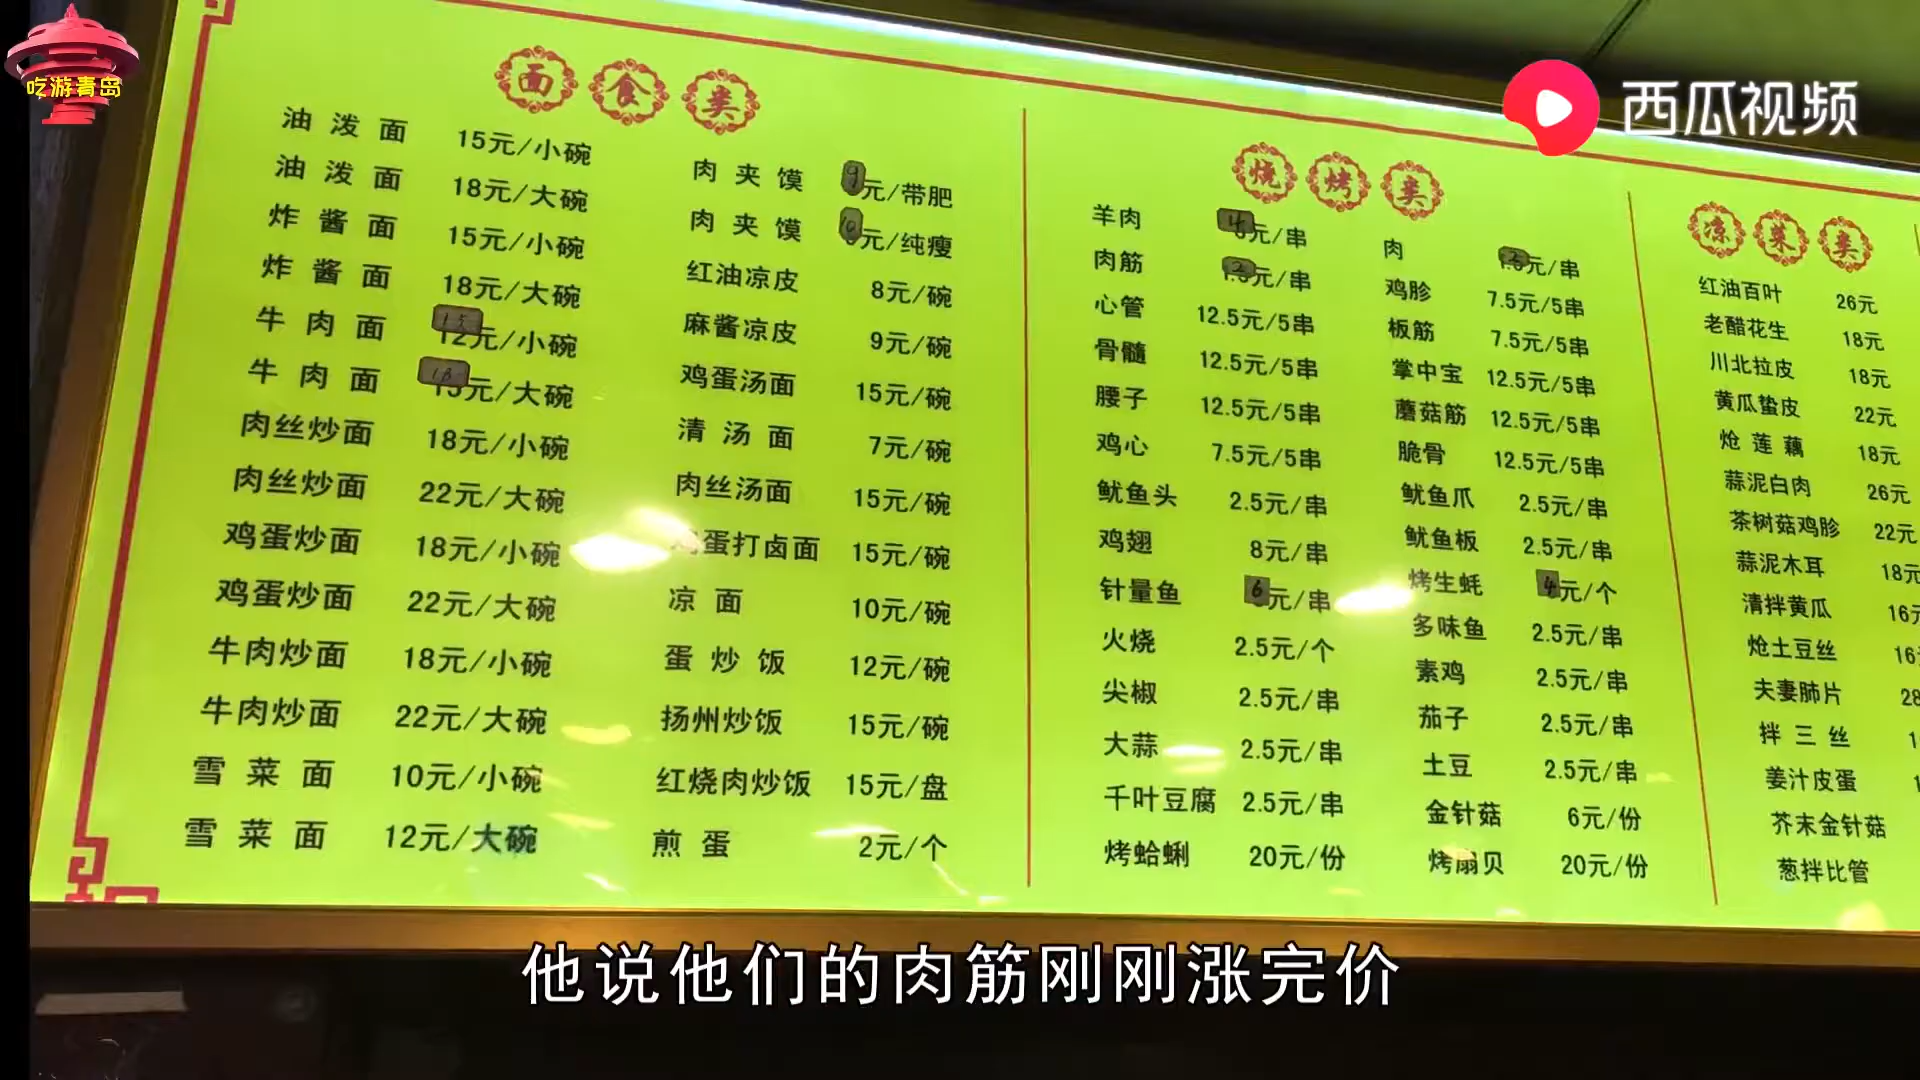 吃游青岛
西瓜视频
面食类
油泼面 15元/小碗
油泼面 18元/大碗
炸酱面 15元/小碗
炸酱面 18元/大碗
牛肉面 15元/小碗
牛肉面 18元/大碗
肉丝炒面 18元/小碗
肉丝炒面 22元/大碗
鸡蛋炒面 18元/小碗
鸡蛋炒面 22元/大碗
牛肉炒面 18元/小碗
牛肉炒面 22元/大碗
雪菜面 10元/小碗
雪菜面 12元/大碗
肉夹馍 9元/带肥
肉夹馍 10元/纯瘦
红油凉皮 8元/碗
麻酱凉皮 9元/碗
鸡蛋汤面 15元/碗
清汤面 7元/碗
肉丝汤面 15元/碗
鸡蛋打卤面 15元/碗
凉面 10元/碗
蛋炒饭 12元/碗
扬州炒饭 15元/碗
红烧肉炒饭 15元/盘
煎蛋 2元/个
烧烤类
羊肉 4元/串
肉筋 2元/串
心管 12.5元/5串
骨髓 12.5元/5串
腰子 12.5元/5串
鸡心 7.5元/5串
鱿鱼头 2.5元/串
鸡翅 8元/串
针量鱼 6元/串
火烧 2.5元/个
尖椒 2.5元/串
大蒜 2.5元/串
千叶豆腐 2.5元/串
烤蛤蜊 20元/份
肉 2元/串
鸡胗 7.5元/5串
板筋 7.5元/5串
掌中宝 12.5元/5串
蘑菇筋 12.5元/5串
脆骨 12.5元/5串
鱿鱼爪 2.5元/串
鱿鱼板 2.5元/串
烤生蚝 4元/个
多味鱼 2.5元/串
素鸡 2.5元/串
茄子 2.5元/串
土豆 2.5元/串
金针菇 6元/份
烤扇贝 20元/份
凉菜类
红油百叶 26元
老醋花生 18元
川北拉皮 18元
黄瓜蛰皮 22元
炝莲藕 18元
蒜泥白肉 26元
茶树菇鸡胗 22元
蒜泥木耳 18元
清拌黄瓜 16元
炝土豆丝 16
夫妻肺片 28
拌三丝
姜汁皮蛋
芥末金针菇
葱拌比管
他说他们的肉筋刚刚涨完价